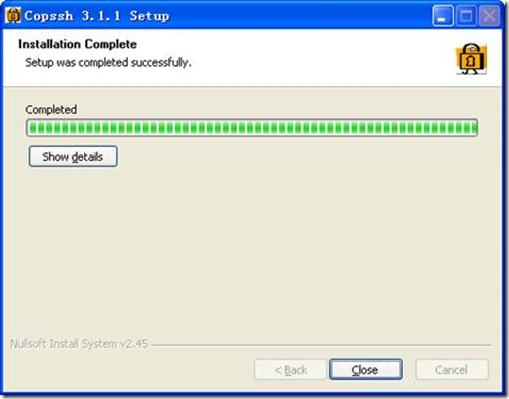 Copssh 3.1.1 Setup
Installation Complete
Setup was completed successfully.
Completed
Show details
Nullsoft Install System v2.45
< Back
Close
Cancel